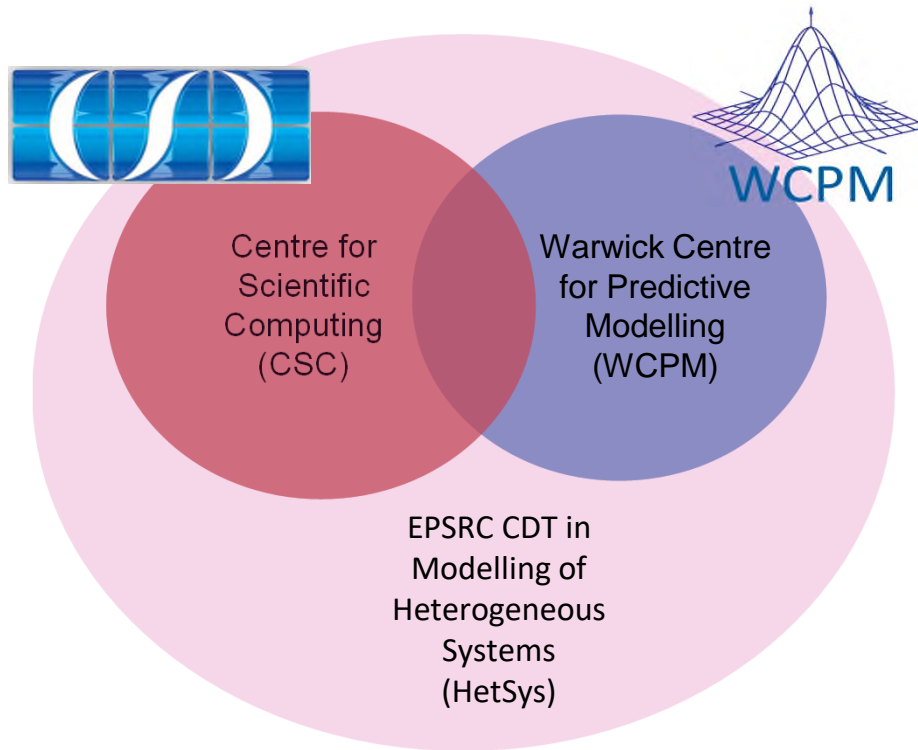 CSC
WCPM
Centre for
Scientific
Computing
(CSC)
Warwick Centre
for Predictive
Modelling
(WCPM)
EPSRC CDT in
Modelling of
Heterogeneous
Systems
(HetSys)